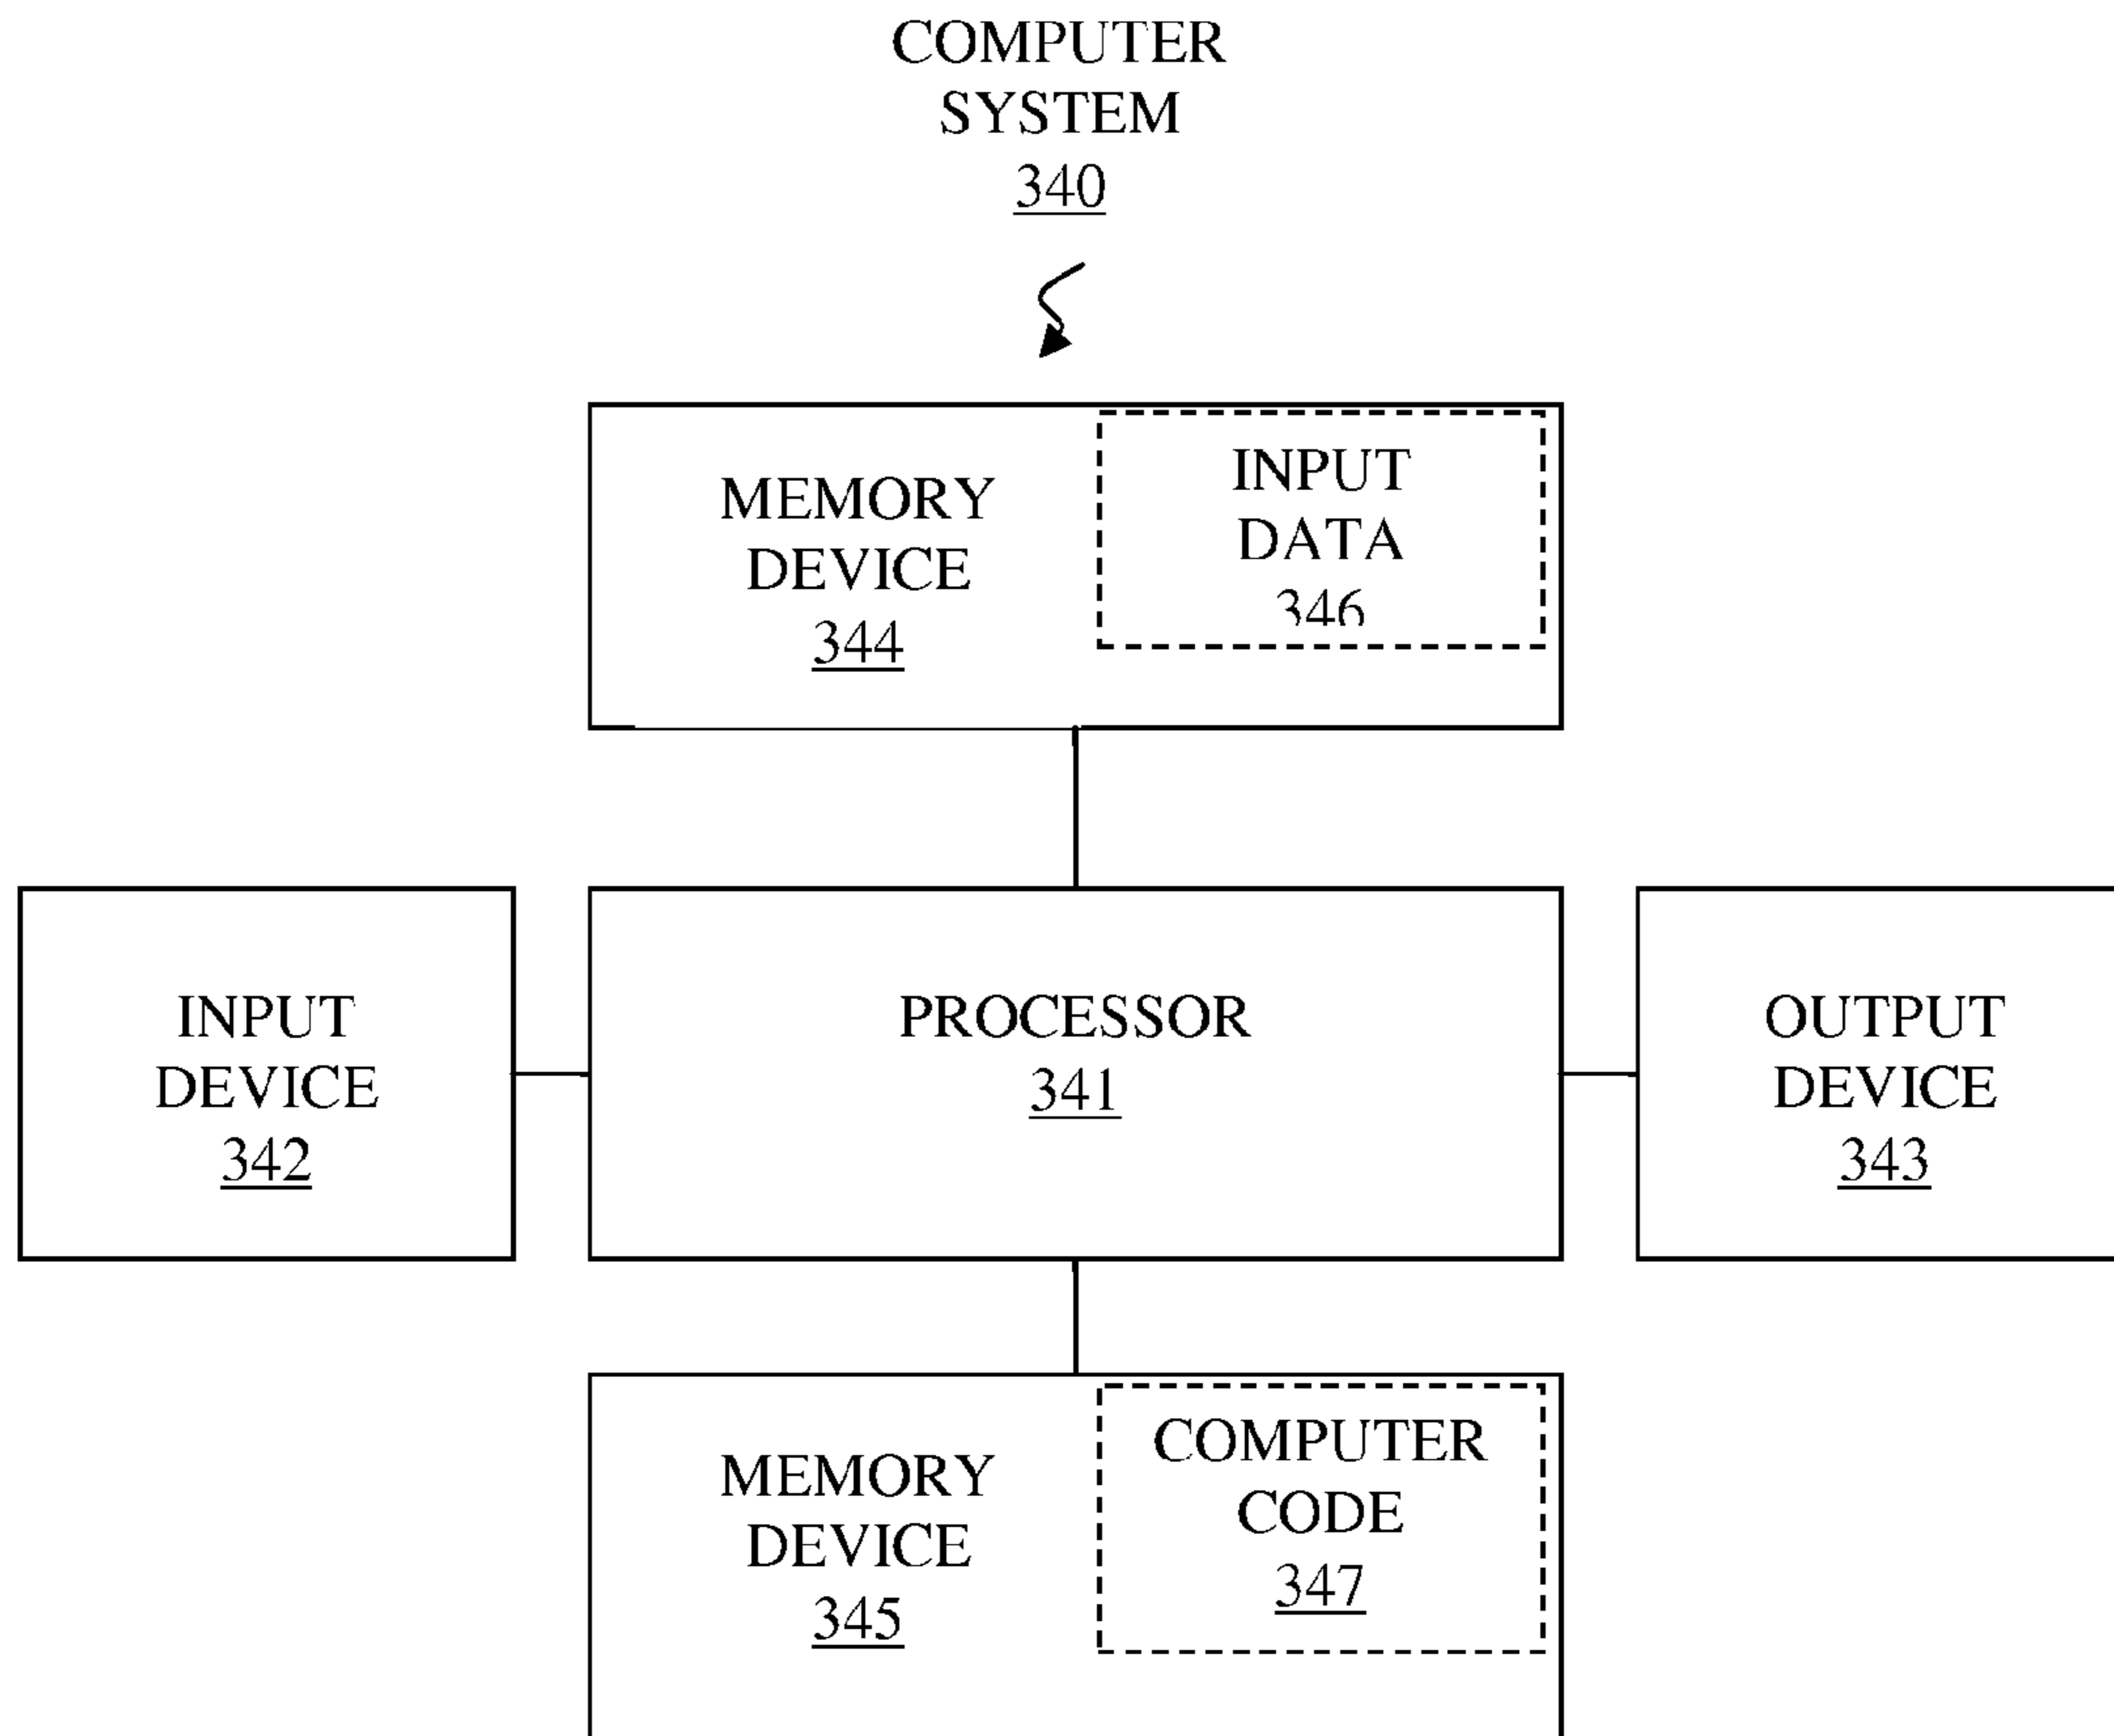 COMPUTER
SYSTEM
340
MEMORY
DEVICE
344
INPUT
DATA
346
INPUT
DEVICE
342
PROCESSOR
341
OUTPUT
DEVICE
343
MEMORY
DEVICE
345
COMPUTER
CODE
347